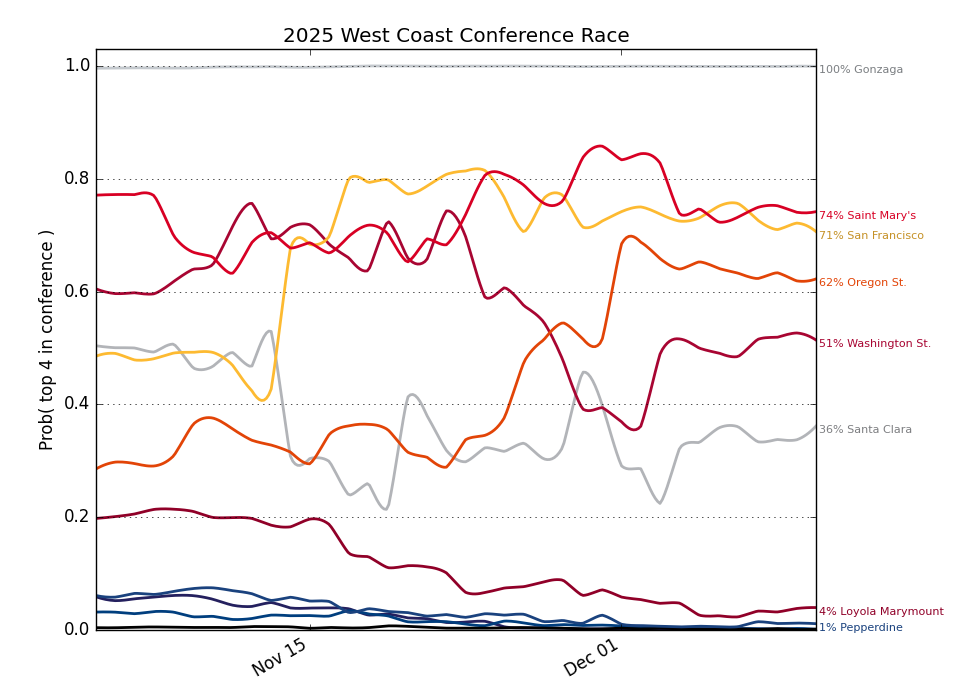 2025 West Coast Conference Race
Prob( top 4 in conference )
1.0
0.8
0.6
0.4
0.2
0.0
Nov 15
Dec 01
100% Gonzaga
74% Saint Mary's
71% San Francisco
62% Oregon St.
51% Washington St.
36% Santa Clara
4% Loyola Marymount
1% Pepperdine